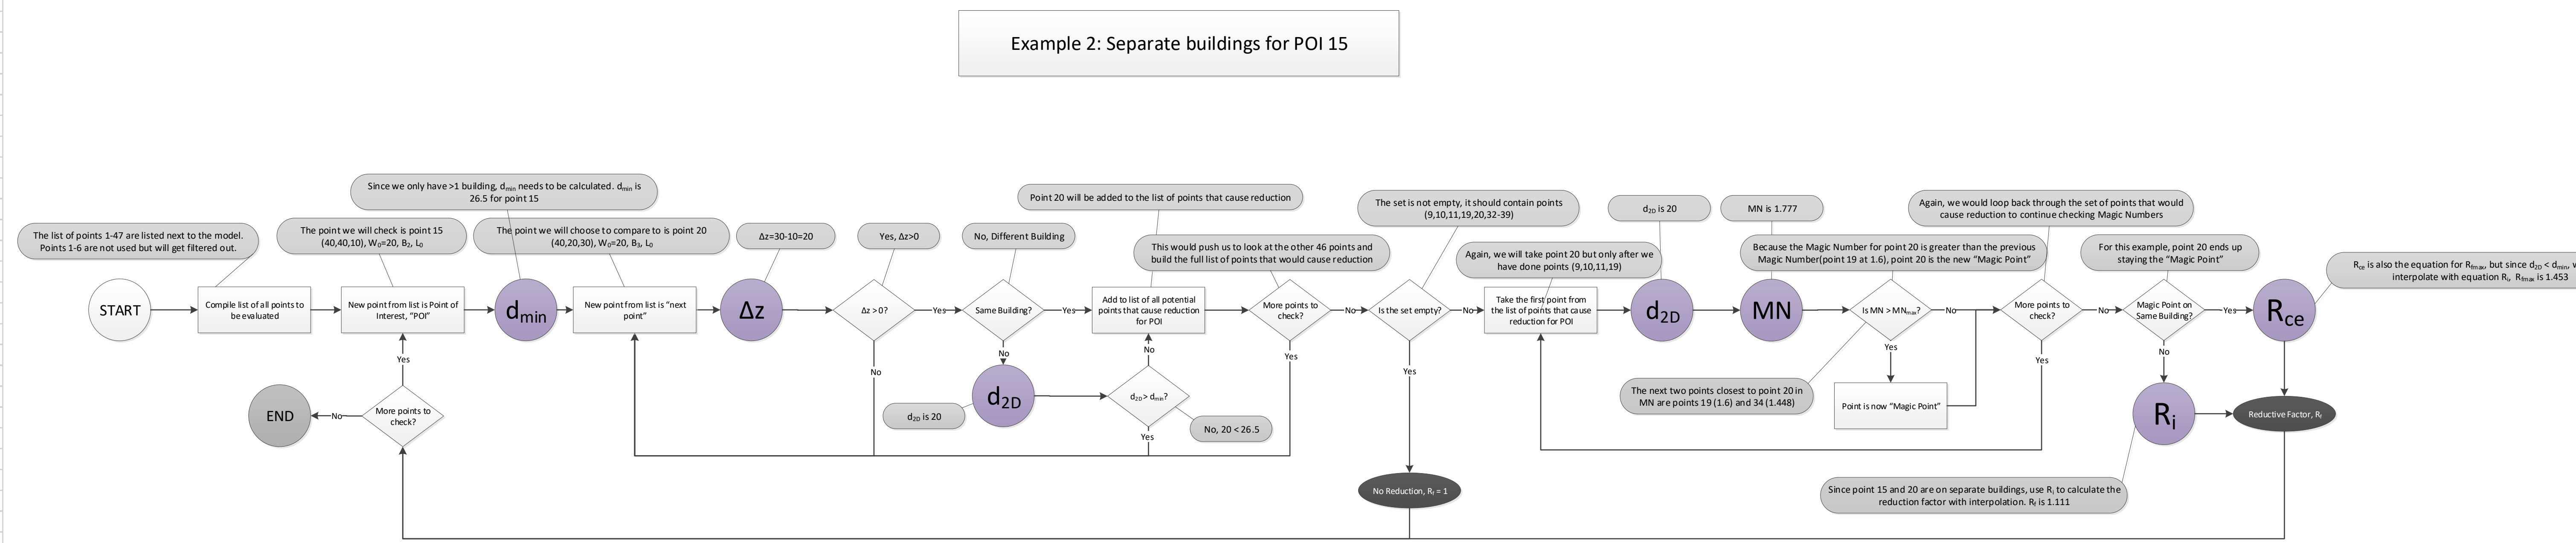 Example 2: Separate buildings for POI 15
Since we only have >1 building, dmin needs to be calculated. dmin is
26.5 for point 15
The list of points 1-47 are listed next to the model.
Points 1-6 are not used but will get filtered out.
The point we will check is point 15
(40,40,10), W0=20, B2, L0
The point we will choose to compare to is point 20
(40,20,30), W0=20, B3, L0
Δz=30-10=20
Yes, Δz>0
No, Different Building
Point 20 will be added to the list of points that cause reduction
This would push us to look at the other 46 points and
build the full list of points that would cause reduction
The set is not empty, it should contain points
(9,10,11,19,20,32-39)
Again, we will take point 20 but only after we
have done points (9,10,11,19)
d2D is 20
MN is 1.777
Again, we would loop back through the set of points that would
cause reduction to continue checking Magic Numbers
Because the Magic Number for point 20 is greater than the previous
Magic Number(point 19 at 1.6), point 20 is the new “Magic Point”
For this example, point 20 ends up
staying the “Magic Point”
Rce is also the equation for Rfmax, but since d2D < dmin,
interpolate with equation Ri, Rfmax is 1.453
START
Compile list of all points to
be evaluated
New point from list is Point of
Interest, “POI”
dmin
New point from list is “next
point”
Δz
Δz > 0?
Yes
Same Building?
Yes
Add to list of all potential
points that cause reduction
for POI
More points to
check?
No
Is the set empty?
No
Take the first point from
the list of points that cause
reduction for POI
d2D
MN
Is MN > MNmax?
No
More points to
check?
No
Magic Point on
Same Building?
Yes
Rce
Yes
No
No
No
Yes
Yes
Yes
Yes
No
END
No
More points to
check?
d2D
d2D is 20
d2D > dmin?
Yes
No, 20 < 26.5
The next two points closest to point 20 in
MN are points 19 (1.6) and 34 (1.448)
Point is now “Magic Point”
Ri
Reductive Factor, Rf
No Reduction, Rf = 1
Since point 15 and 20 are on separate buildings, use Ri to calculate the
reduction factor with interpolation. Rf is 1.111